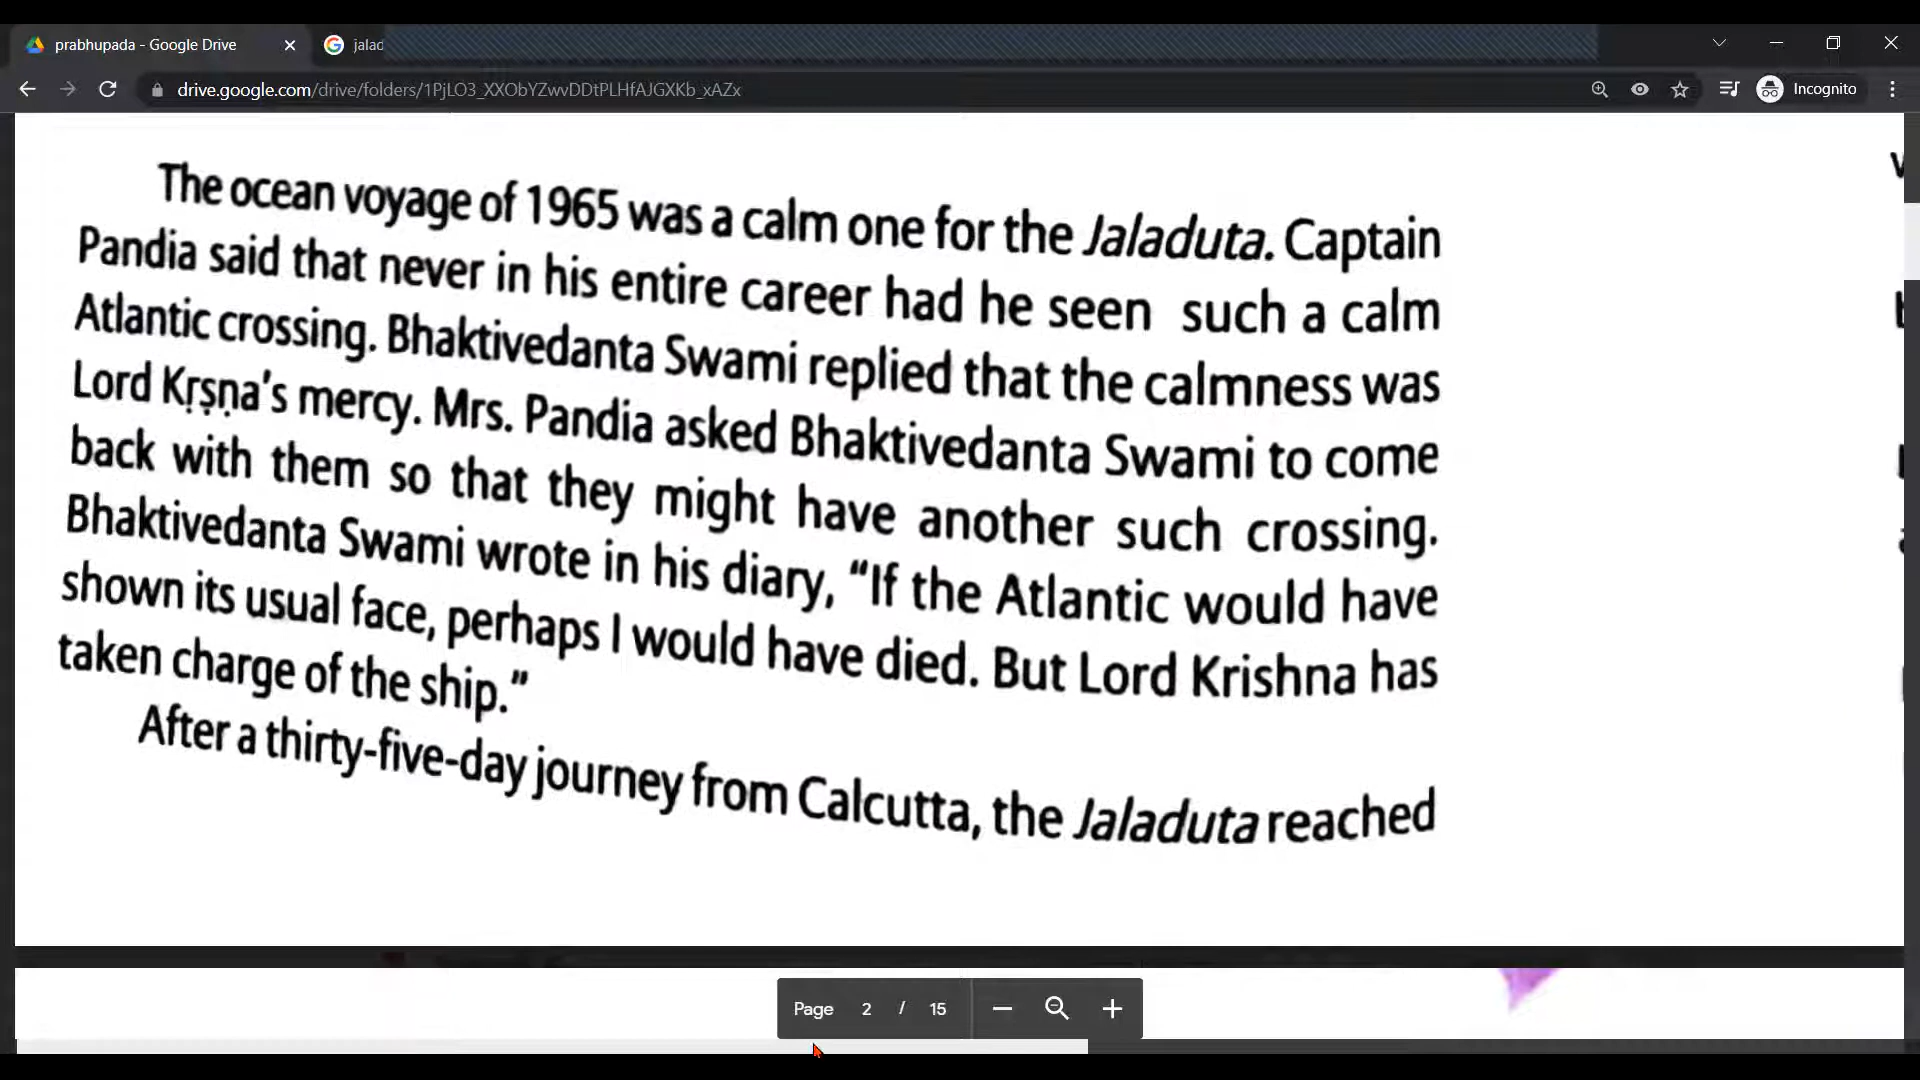 prabhupada - Google Drive
jalad
drive.google.com/drive/folders/1PjLO3_XXObYZwvDDtPLHfAJGXKb_xAZx
Incognito
The ocean voyage of 1965 was a calm one for the Jaladuta. Captain
Pandia said that never in his entire career had he seen such a calm
Atlantic crossing. Bhaktivedanta Swami replied that the calmness was
Lord Kṛṣṇa's mercy. Mrs. Pandia asked Bhaktivedanta Swami to come
back with them so that they might have another such crossing.
Bhaktivedanta Swami wrote in his diary, “If the Atlantic would have
shown its usual face, perhaps I would have died. But Lord Krishna has
taken charge of the ship.”
After a thirty-five-day journey from Calcutta, the Jaladuta reached
Page 2 / 15